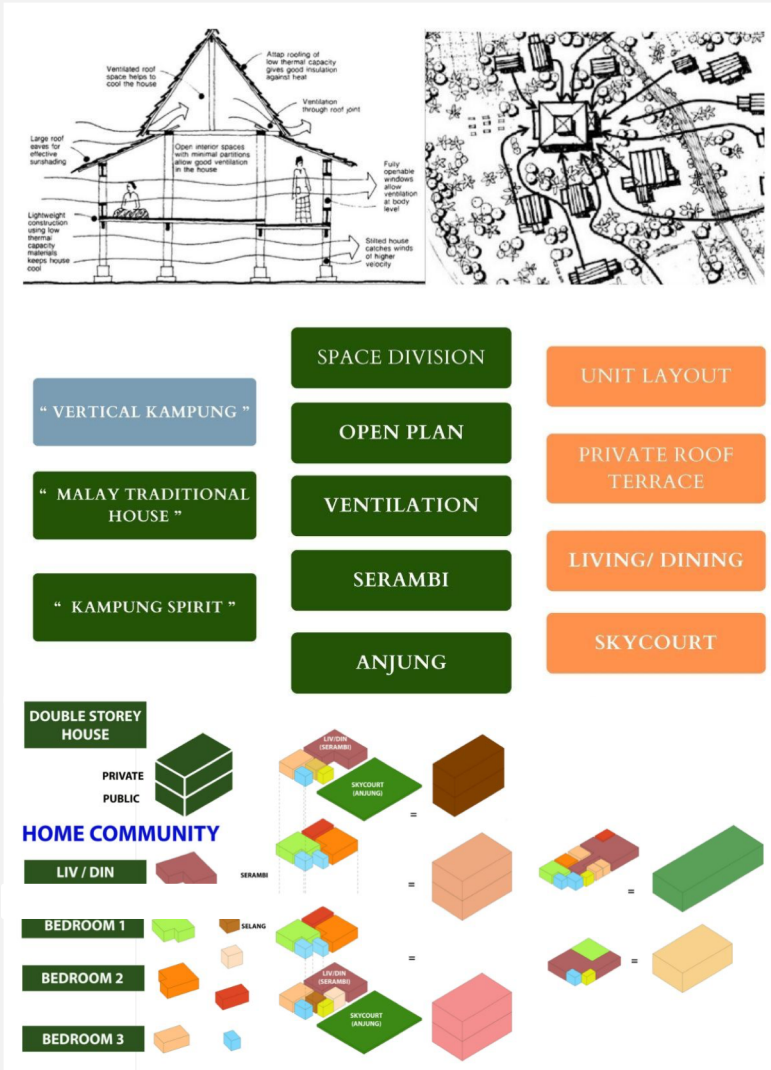 Ventilated roof
space helps to
cool the house
Attap roofing of
low thermal capacity
gives good insulation
against heat
Ventilation
through roof joint
Large roof
eaves for
effective
sunshading
Open interior spaces
with minimal partitions
allow good ventilation
in the house
Fully
openable
windows
allow
ventilation
at body
level
Lightweight
construction
using low
thermal
capacity
materials
keeps house
cool
Stilted house
catches winds
of higher
velocity
SPACE DIVISION
UNIT LAYOUT
“ VERTICAL KAMPUNG ”
OPEN PLAN
PRIVATE ROOF
TERRACE
“ MALAY TRADITIONAL
HOUSE ”
VENTILATION
LIVING/ DINING
SERAMBI
“ KAMPUNG SPIRIT ”
SKYCOURT
ANJUNG
DOUBLE STOREY
HOUSE
PRIVATE
PUBLIC
LIV/DIN
(SERAMBI)
SKYCOURT
(ANJUNG)
=
HOME COMMUNITY
LIV / DIN
SERAMBI
=
=
BEDROOM 1
SELANG
=
=
BEDROOM 2
LIV/DIN
(SERAMBI)
SKYCOURT
(ANJUNG)
BEDROOM 3